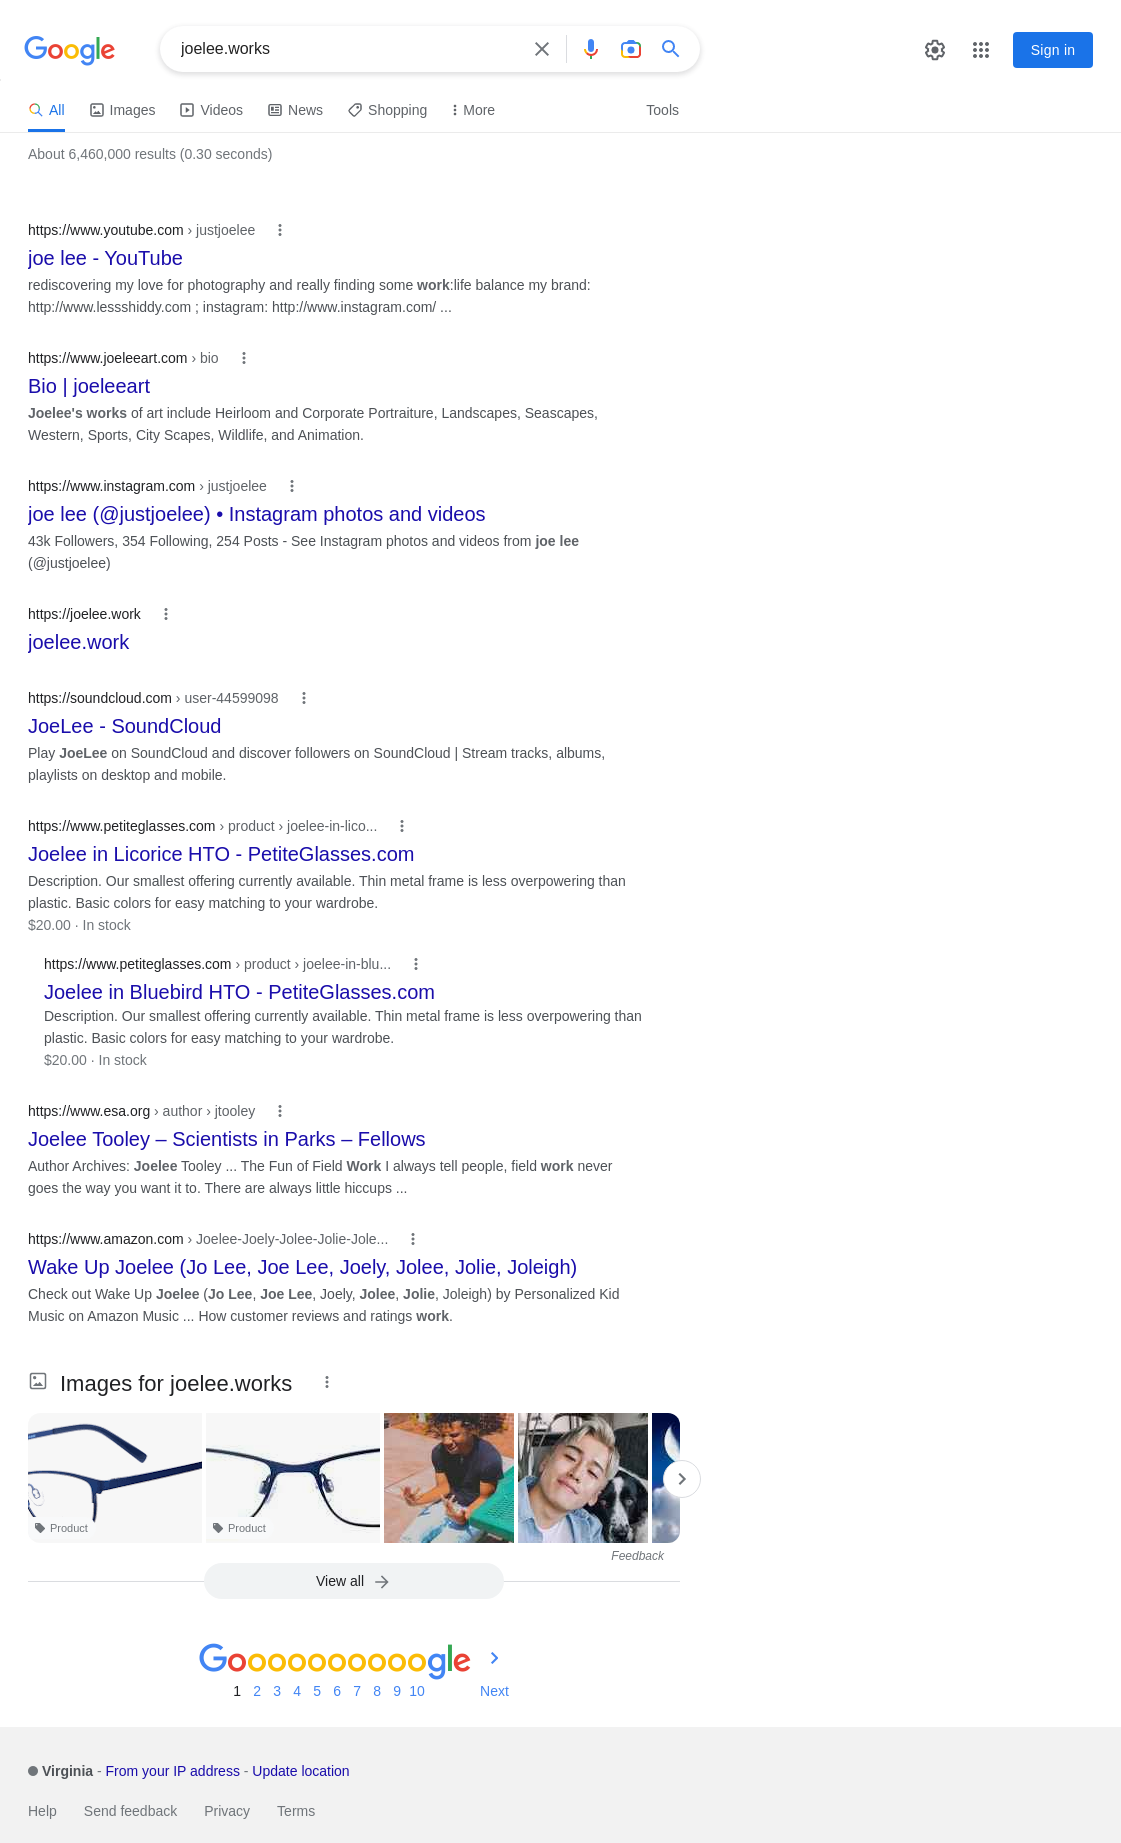 Google
joelee.works
Sign in
All Images Videos News Shopping More Tools
About 6,460,000 results (0.30 seconds)
https://www.youtube.com › justjoelee
joe lee - YouTube
rediscovering my love for photography and really finding some work:life balance my brand:
http://www.lessshiddy.com ; instagram: http://www.instagram.com/ ...
https://www.joeleeart.com › bio
Bio | joeleeart
Joelee's works of art include Heirloom and Corporate Portraiture, Landscapes, Seascapes,
Western, Sports, City Scapes, Wildlife, and Animation.
https://www.instagram.com › justjoelee
joe lee (@justjoelee) • Instagram photos and videos
43k Followers, 354 Following, 254 Posts - See Instagram photos and videos from joe lee
(@justjoelee)
https://joelee.work
joelee.work
https://soundcloud.com › user-44599098
JoeLee - SoundCloud
Play JoeLee on SoundCloud and discover followers on SoundCloud | Stream tracks, albums,
playlists on desktop and mobile.
https://www.petiteglasses.com › product › joelee-in-lico...
Joelee in Licorice HTO - PetiteGlasses.com
Description. Our smallest offering currently available. Thin metal frame is less overpowering than
plastic. Basic colors for easy matching to your wardrobe.
$20.00 · In stock
https://www.petiteglasses.com › product › joelee-in-blu...
Joelee in Bluebird HTO - PetiteGlasses.com
Description. Our smallest offering currently available. Thin metal frame is less overpowering than
plastic. Basic colors for easy matching to your wardrobe.
$20.00 · In stock
https://www.esa.org › author › jtooley
Joelee Tooley – Scientists in Parks – Fellows
Author Archives: Joelee Tooley ... The Fun of Field Work I always tell people, field work never
goes the way you want it to. There are always little hiccups ...
https://www.amazon.com › Joelee-Joely-Jolee-Jolie-Jole...
Wake Up Joelee (Jo Lee, Joe Lee, Joely, Jolee, Jolie, Joleigh)
Check out Wake Up Joelee (Jo Lee, Joe Lee, Joely, Jolee, Jolie, Joleigh) by Personalized Kid
Music on Amazon Music ... How customer reviews and ratings work.
Images for joelee.works
Product Product
Feedback
View all
Goooooooooogle
1 2 3 4 5 6 7 8 9 10 Next
Virginia - From your IP address - Update location
Help Send feedback Privacy Terms